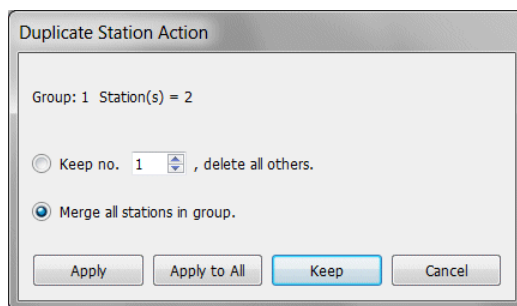 Duplicate Station Action
Group: 1 Station(s) = 2
Keep no. 1 , delete all others.
Merge all stations in group.
Apply Apply to All Keep Cancel